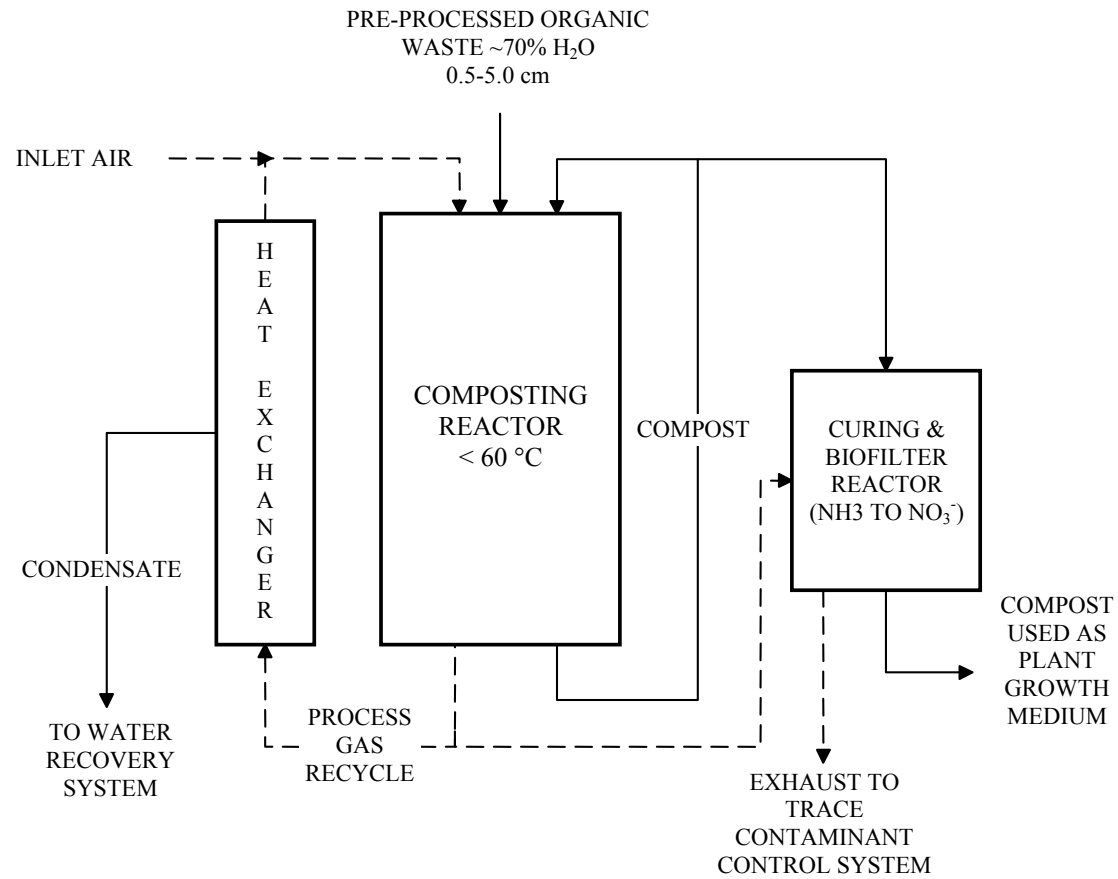 PRE-PROCESSED ORGANIC
WASTE ~70% H₂O
0.5-5.0 cm
INLET AIR
H
E
A
T
E
X
C
H
A
N
G
E
R
COMPOSTING
REACTOR
< 60 °C
COMPOST
CURING &
BIOFILTER
REACTOR
(NH3 TO NO₃⁻)
CONDENSATE
TO WATER
RECOVERY
SYSTEM
PROCESS
GAS
RECYCLE
COMPOST
USED AS
PLANT
GROWTH
MEDIUM
EXHAUST TO
TRACE
CONTAMINANT
CONTROL SYSTEM